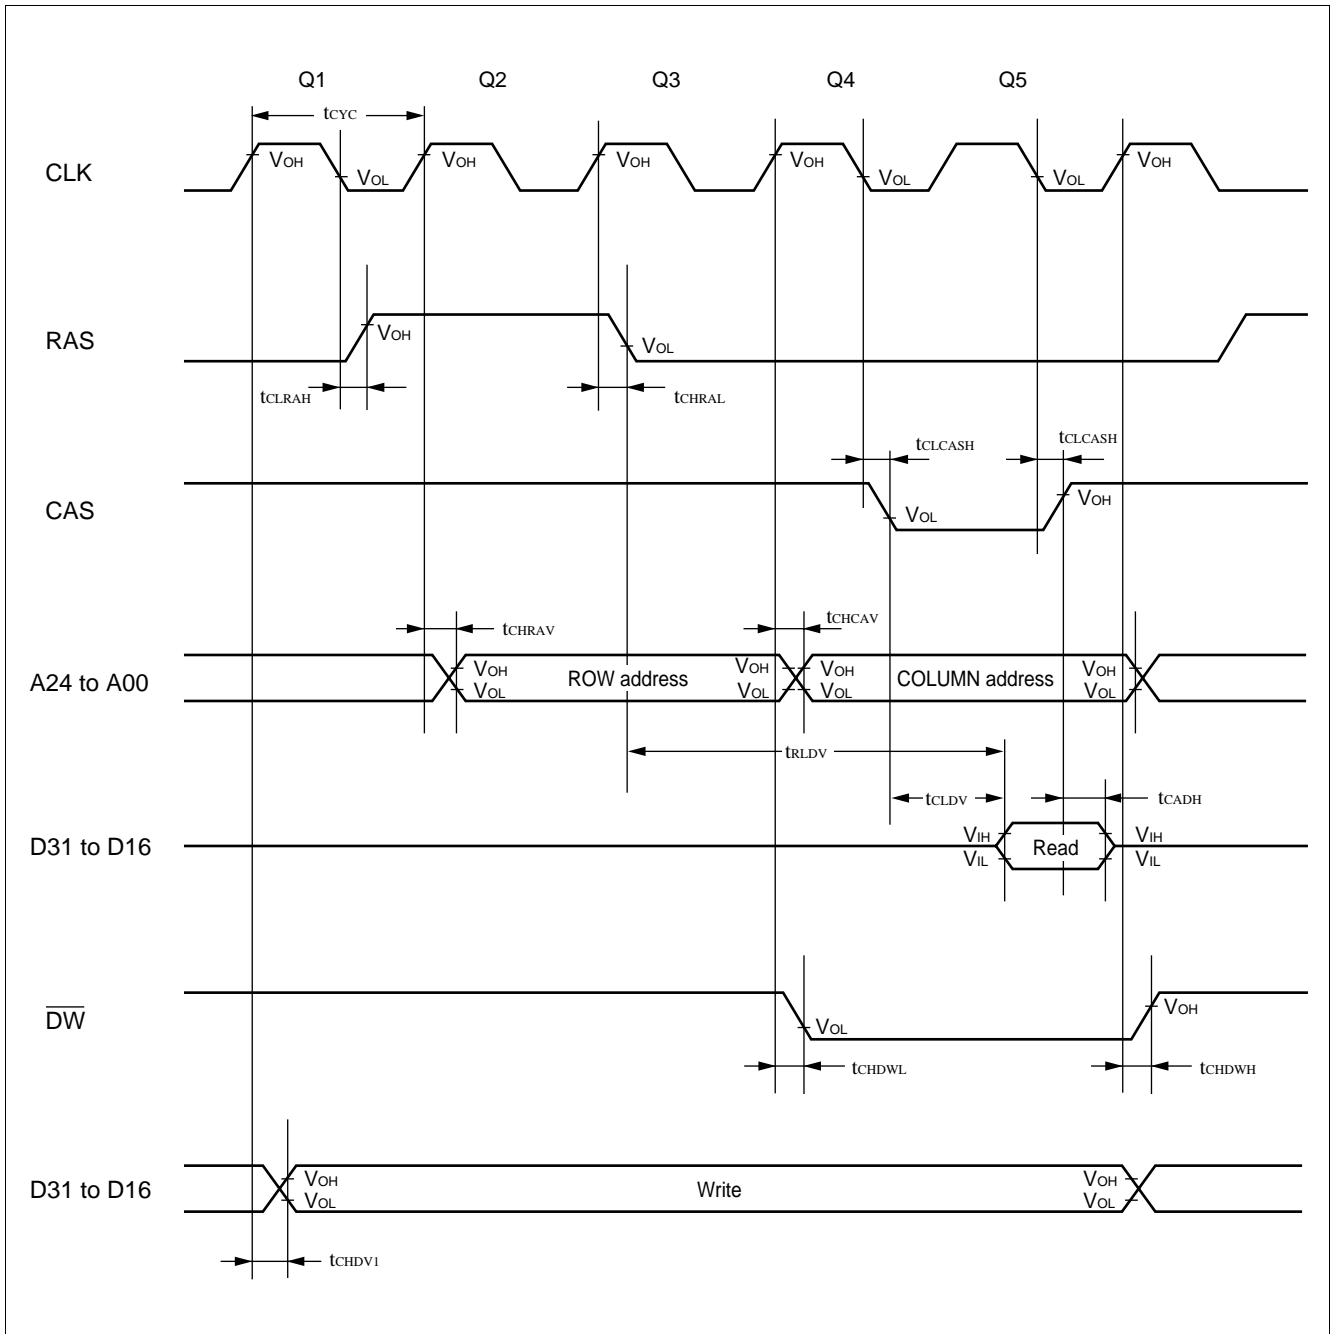 Q1 Q2 Q3 Q4 Q5
tCYC
CLK VOH VOL VOH VOH VOH VOL VOL VOH
RAS VOH VOL
tCLRAH tCHRAL
tCLCASH tCLCASH
CAS VOL VOH
tCHRAV tCHCAV
A24 to A00 VOH VOL ROW address VOH VOL VOH VOL COLUMN address VOH VOL
tRLDV
tCLDV tCADH
D31 to D16 VIH VIL Read VIH VIL
DW VOL VOH
tCHDWL tCHDWH
D31 to D16 VOH VOL Write VOH VOL
tCHDV1